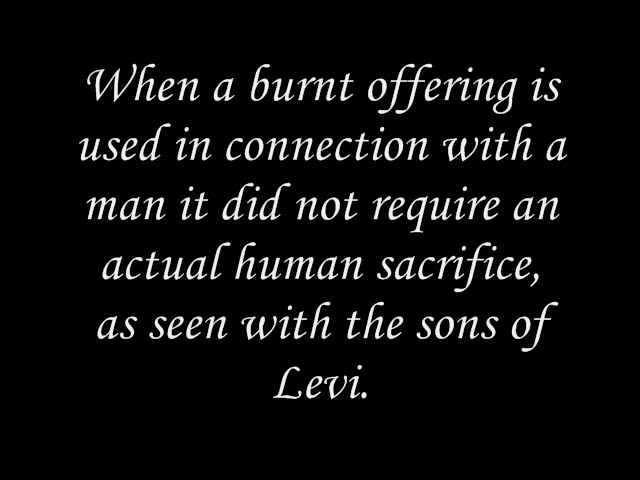 When a burnt offering is
used in connection with a
man it did not require an
actual human sacrifice,
as seen with the sons of
Levi.